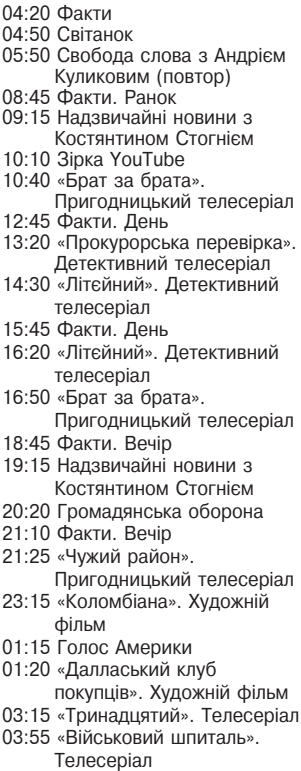 04:20 Факти
04:50 Світанок
05:50 Свобода слова з Андрієм
Куликовим (повтор)
08:45 Факти. Ранок
09:15 Надзвичайні новини з
Костянтином Стогнієм
10:10 Зірка YouTube
10:40 «Брат за брата».
Пригодницький телесеріал
12:45 Факти. День
13:20 «Прокурорська перевірка».
Детективний телесеріал
14:30 «Літєйний». Детективний
телесеріал
15:45 Факти. День
16:20 «Літєйний». Детективний
телесеріал
16:50 «Брат за брата».
Пригодницький телесеріал
18:45 Факти. Вечір
19:15 Надзвичайні новини з
Костянтином Стогнієм
20:20 Громадянська оборона
21:10 Факти. Вечір
21:25 «Чужий район».
Пригодницький телесеріал
23:15 «Коломбіана». Художній
фільм
01:15 Голос Америки
01:20 «Далласький клуб
покупців». Художній фільм
03:15 «Тринадцятий». Телесеріал
03:55 «Військовий шпиталь».
Телесеріал